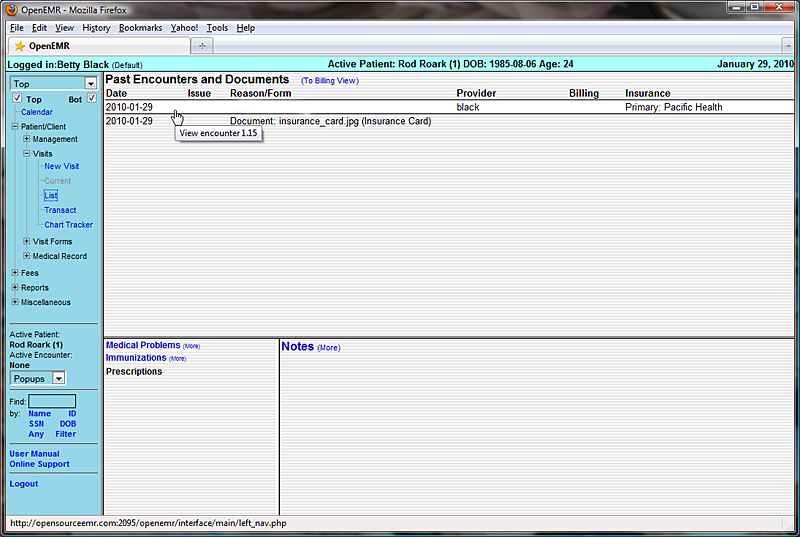 OpenEMR - Mozilla Firefox
File Edit View History Bookmarks Yahoo! Tools Help
OpenEMR
Logged in:Betty Black (Default) Active Patient: Rod Roark (1) DOB: 1985-08-06 Age: 24 January 29, 2010
Top
Top Bot
Calendar
Patient/Client
Management
Visits
New Visit
Current
List
Transact
Chart Tracker
Visit Forms
Medical Record
Fees
Reports
Miscellaneous
Active Patient:
Rod Roark (1)
Active Encounter:
None
Popups
Find:
by: Name ID
SSN DOB
Any Filter
User Manual
Online Support
Logout
Past Encounters and Documents (To Billing View)
Date Issue Reason/Form Provider Billing Insurance
2010-01-29 black Primary: Pacific Health
2010-01-29 Document: insurance_card.jpg (Insurance Card)
View encounter 1.15
Medical Problems (More)
Immunizations (More)
Prescriptions
Notes (More)
http://opensourceemr.com:2095/openemr/interface/main/left_nav.php